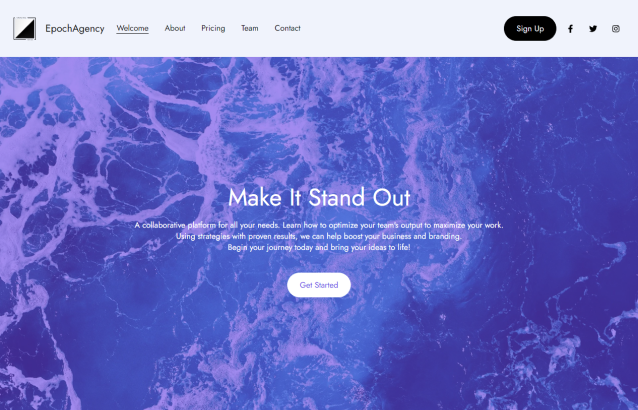 EpochAgency
Welcome
About
Pricing
Team
Contact
Sign Up
Make It Stand Out
A collaborative platform for all your needs. Learn how to optimize your team's output to maximize your work.
Using strategies with proven results, we can help boost your business and branding.
Begin your journey today and bring your ideas to life!
Get Started